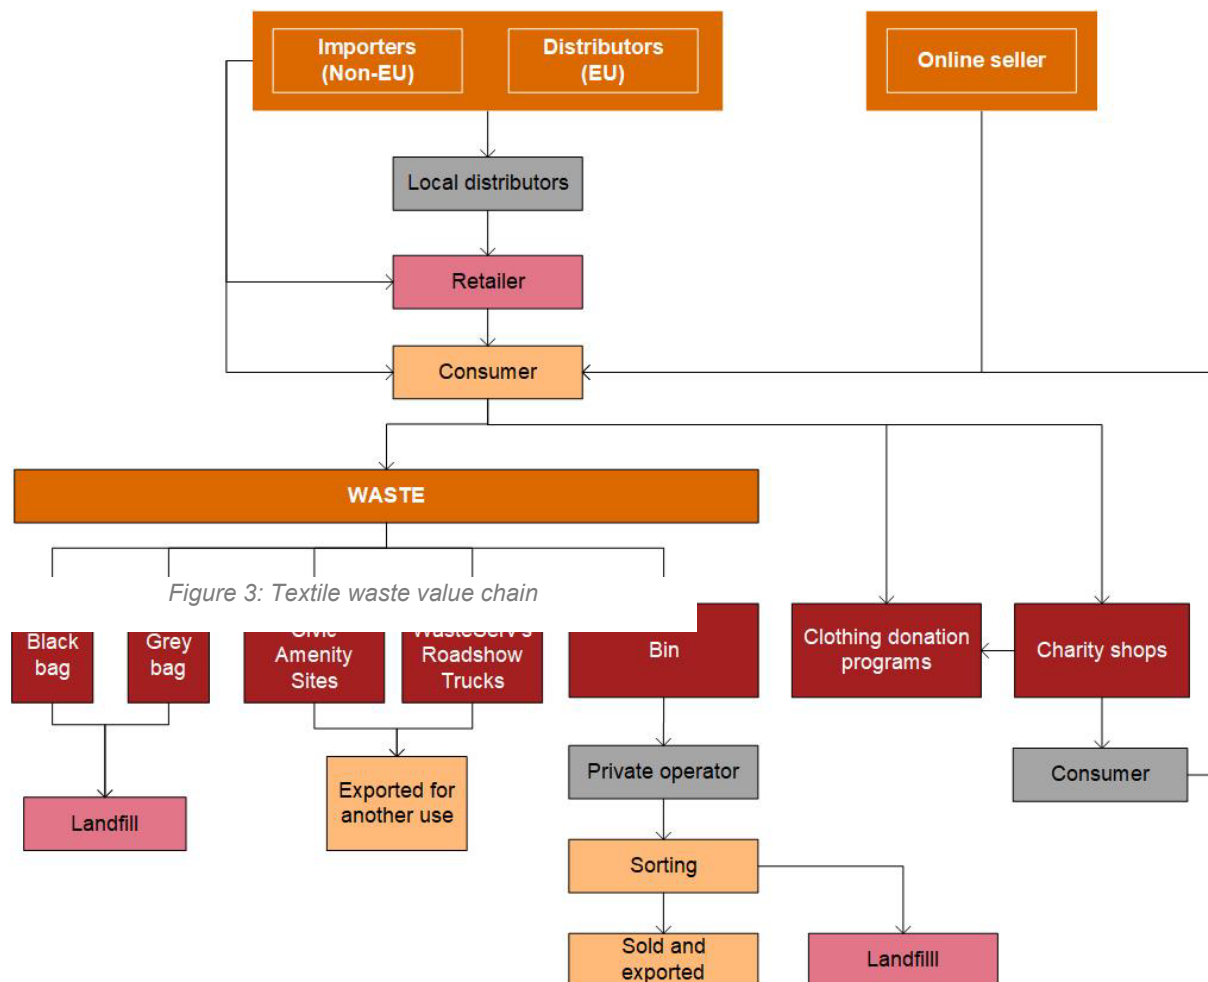 Importers
(Non-EU)
Distributors
(EU)
Online seller
Local distributors
Retailer
Consumer
WASTE
Figure 3: Textile waste value chain
Black
bag
Grey
bag
Civic
Amenity
Sites
WasteServ's
Roadshow
Trucks
Bin
Clothing donation
programs
Charity shops
Private operator
Consumer
Exported for
another use
Landfill
Sorting
Sold and
exported
Landfilll